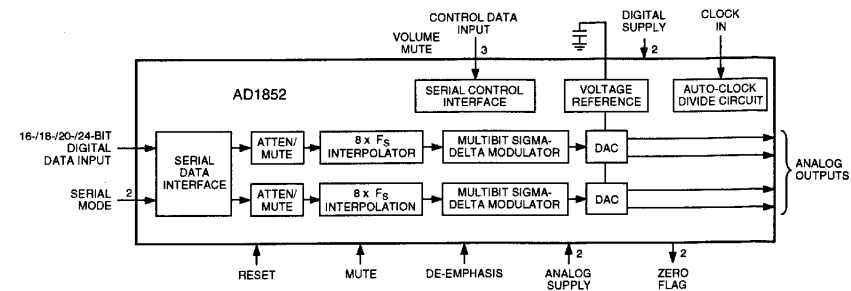 CONTROL DATA
INPUT
DIGITAL
SUPPLY
CLOCK
IN
VOLUME
MUTE
3
2
AD1852
SERIAL CONTROL
INTERFACE
VOLTAGE
REFERENCE
AUTO-CLOCK
DIVIDE CIRCUIT
16-/18-/20-/24-BIT
DIGITAL
DATA INPUT
SERIAL
DATA
INTERFACE
ATTEN/
MUTE
8 x FS
INTERPOLATOR
MULTIBIT SIGMA-
DELTA MODULATOR
DAC
ANALOG
OUTPUTS
SERIAL
MODE
2
ATTEN/
MUTE
8 x FS
INTERPOLATION
MULTIBIT SIGMA-
DELTA MODULATOR
DAC
RESET
MUTE
DE-EMPHASIS
2
ANALOG
SUPPLY
2
ZERO
FLAG